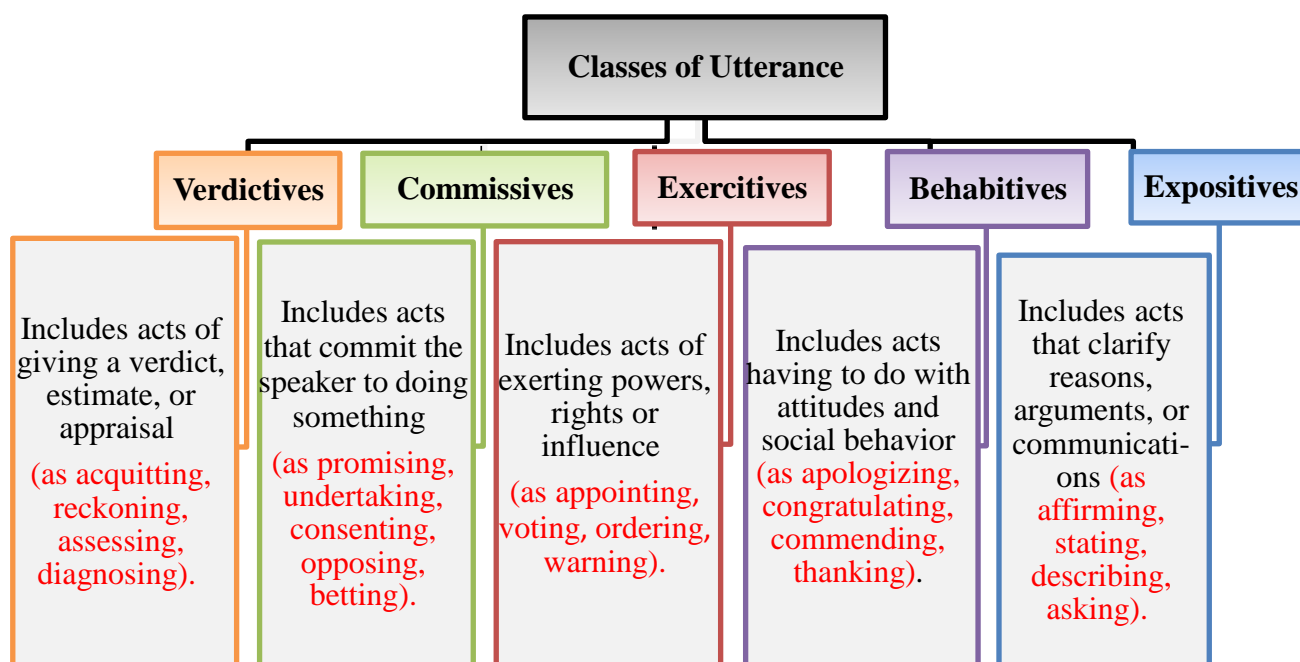 Classes of Utterance
Verdictives
Commissives
Exercitives
Behabitives
Expositives
Includes acts of
giving a verdict,
estimate, or
appraisal
(as acquitting,
reckoning,
assessing,
diagnosing).
Includes acts
that commit the
speaker to doing
something
(as promising,
undertaking,
consenting,
opposing,
betting).
Includes acts of
exerting powers,
rights or
influence
(as appointing,
voting, ordering,
warning).
Includes acts
having to do with
attitudes and
social behavior
(as apologizing,
congratulating,
commending,
thanking).
Includes acts
that clarify
reasons,
arguments, or
communicati-
ons (as
affirming,
stating,
describing,
asking).